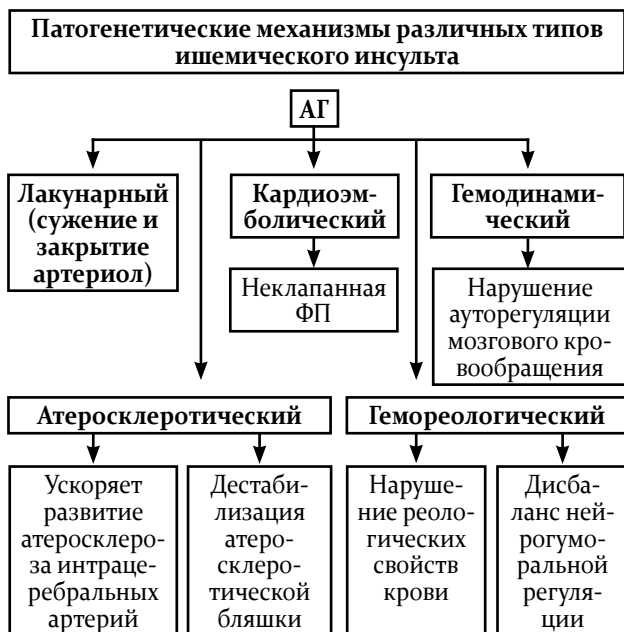 Патогенетические механизмы различных типов
ишемического инсульта
АГ
Лакунарный
(сужение и
закрытие
артериол)
Кардиоэм-
болический
Гемодинами-
ческий
Неклапанная
ФП
Нарушение
ауторегуляции
мозгового кро-
вообращения
Атеросклеротический
Гемореологический
Ускоряет
развитие
атеросклеро-
за интраце-
ребральных
артерий
Дестаби-
лизация
атеро-
склеро-
тической
бляшки
Наруше-
ние реоло-
гических
свойств
крови
Дисба-
ланс ней-
рогумо-
ральной
регуля-
ции